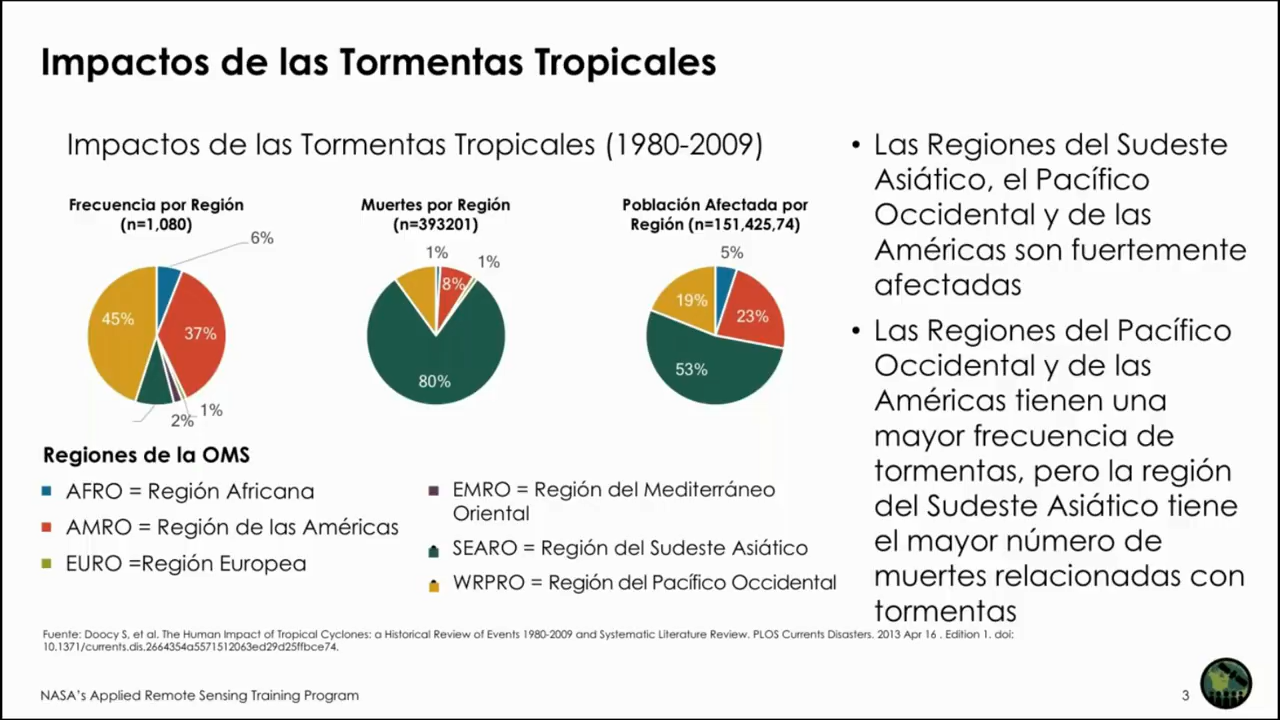 Impactos de las Tormentas Tropicales
Impactos de las Tormentas Tropicales (1980-2009)
Frecuencia por Región
(n=1,080)
6%
45%
37%
1%
2%
Muertes por Región
(n=393201)
1%
1%
8%
80%
Población Afectada por
Región (n=151,425,74)
5%
19%
23%
53%
Regiones de la OMS
AFRO = Región Africana
AMRO = Región de las Américas
EURO =Región Europea
EMRO = Región del Mediterráneo
Oriental
SEARO = Región del Sudeste Asiático
WRPRO = Región del Pacífico Occidental
• Las Regiones del Sudeste
Asiático, el Pacífico
Occidental y de las
Américas son fuertemente
afectadas
• Las Regiones del Pacífico
Occidental y de las
Américas tienen una
mayor frecuencia de
tormentas, pero la región
del Sudeste Asiático tiene
el mayor número de
muertes relacionadas con
tormentas
Fuente: Doocy S, et al. The Human Impact of Tropical Cyclones: a Historical Review of Events 1980-2009 and Systematic Literature Review. PLOS Currents Disasters. 2013 Apr 16 . Edition 1. doi:
10.1371/currents.dis.2664354a5571512063ed29d25ffbce74.
NASA's Applied Remote Sensing Training Program
3